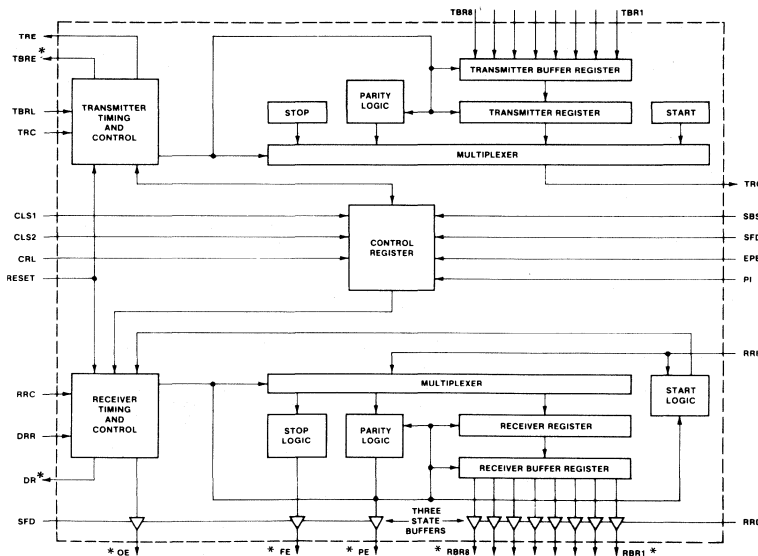 TBR8 TBR1
TRE
TBRE *
TRANSMITTER BUFFER REGISTER
TRANSMITTER TIMING AND CONTROL
PARITY LOGIC
TBRL
STOP
TRANSMITTER REGISTER
START
TRC
MULTIPLEXER
CLS1
CONTROL REGISTER
CLS2
SFD
CRL
RESET
PI
MULTIPLEXER
START LOGIC
RRC
RECEIVER TIMING AND CONTROL
STOP LOGIC
PARITY LOGIC
RECEIVER REGISTER
DRR
RECEIVER BUFFER REGISTER
DR *
THREE STATE BUFFERS
SFD
* OE
* FE
* PE
* RBR8
RBR1 *